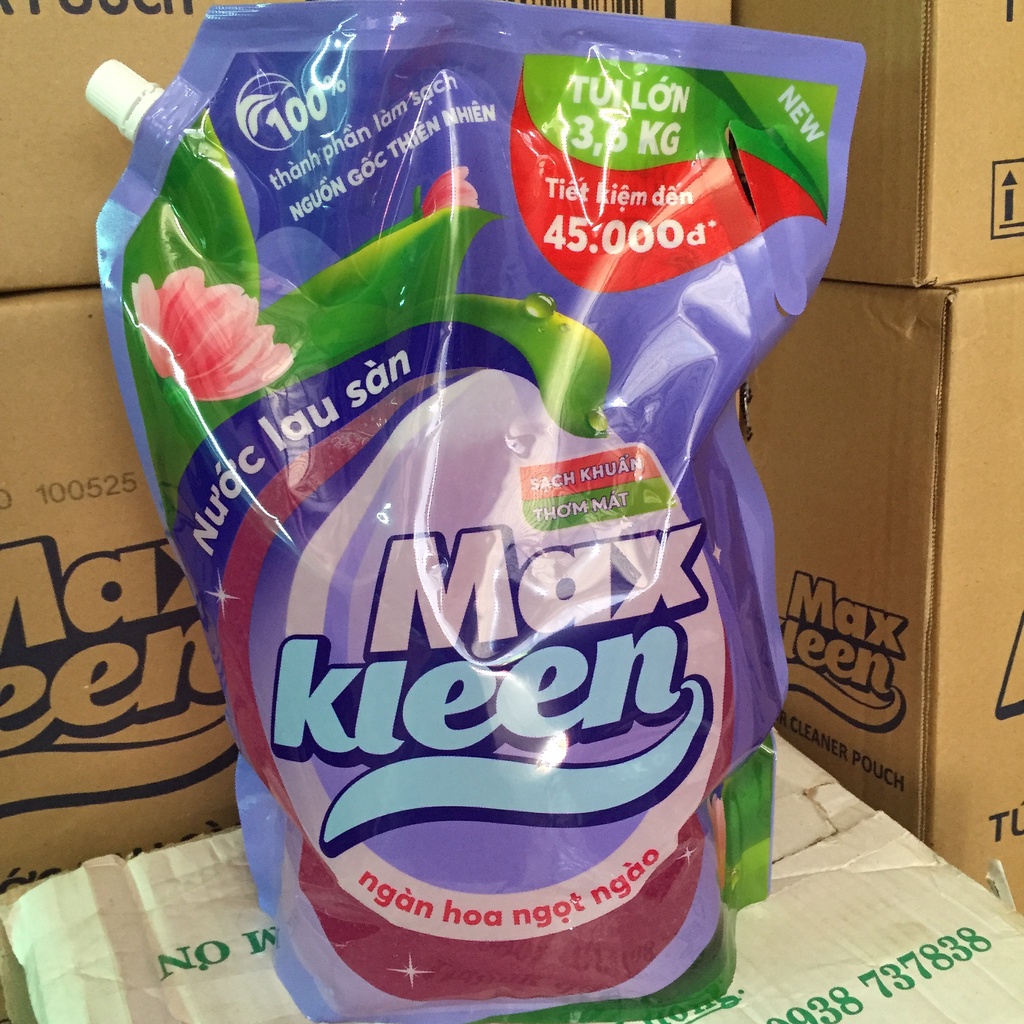 POUCH
100%
thành phần làm sạch
NGUỒN GỐC THIÊN NHIÊN
TÚI LỚN
3,6 KG
NEW
Tiết kiệm đến
45.000đ*
Nước lau sàn
SẠCH KHUẨN
THƠM MÁT
Max
kleen
ngàn hoa ngọt ngào
100525
Max
kleen
CLEANER POUCH
0938 737838